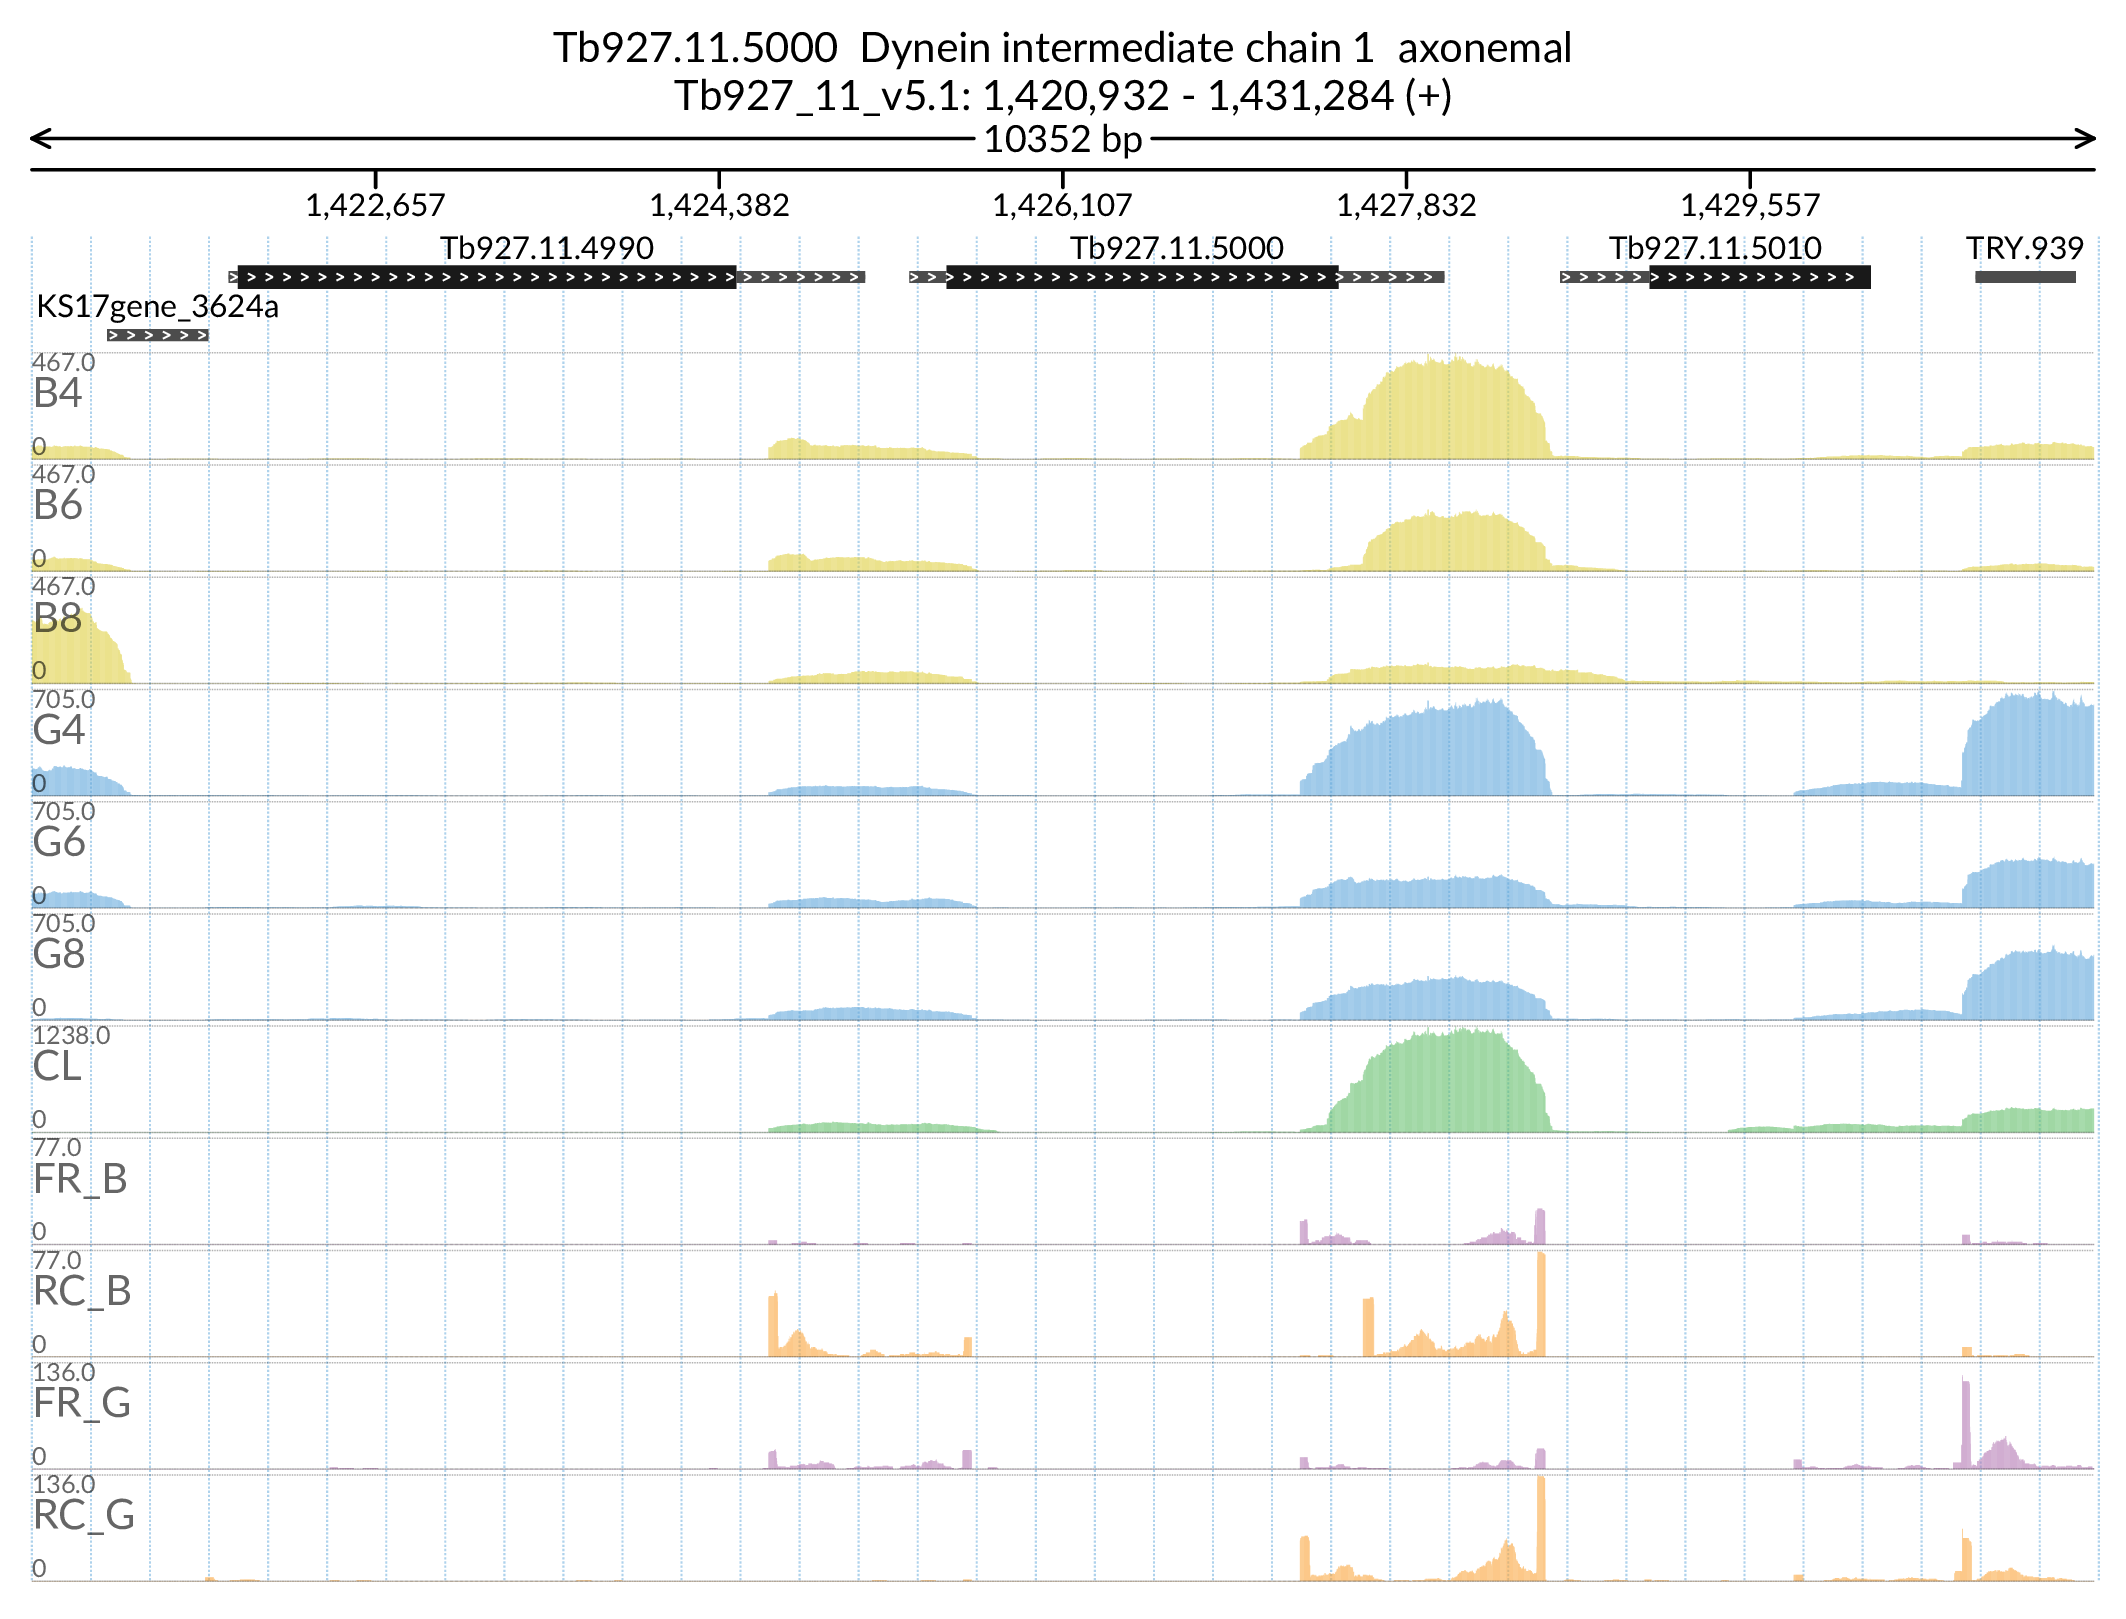 Tb927.11.5000 Dynein intermediate chain 1 axonemal
Tb927_11_v5.1: 1,420,932 - 1,431,284 (+)
10352 bp
1,422,657 1,424,382 1,426,107 1,427,832 1,429,557
Tb927.11.4990 Tb927.11.5000 Tb927.11.5010 TRY.939
KS17gene_3624a
467.0
B4
0
467.0
B6
0
467.0
B8
0
705.0
G4
0
705.0
G6
0
705.0
G8
0
1238.0
CL
0
77.0
FR_B
0
77.0
RC_B
0
136.0
FR_G
0
136.0
RC_G
0